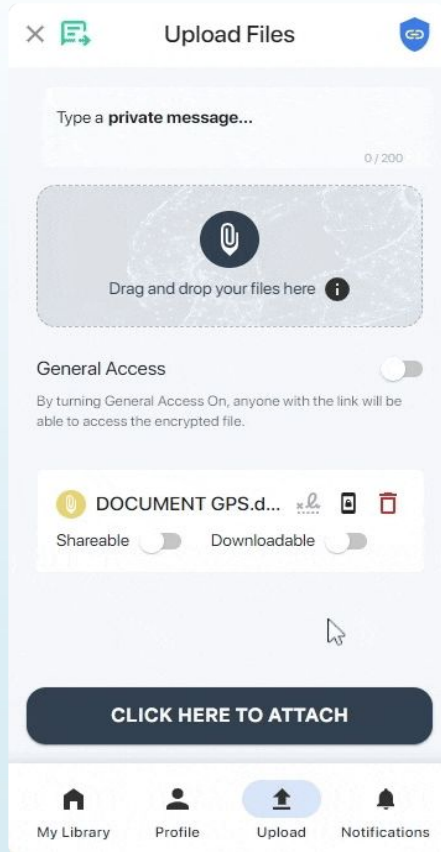 Upload Files
Type a private message...
0 / 200
Drag and drop your files here
General Access
By turning General Access On, anyone with the link will be
able to access the encrypted file.
DOCUMENT GPS.d...
Shareable Downloadable
CLICK HERE TO ATTACH
My Library Profile Upload Notifications